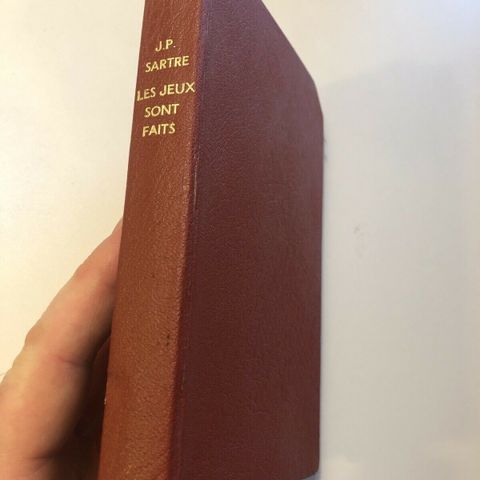 J.P.
SARTRE
LES JEUX
SONT
FAITS